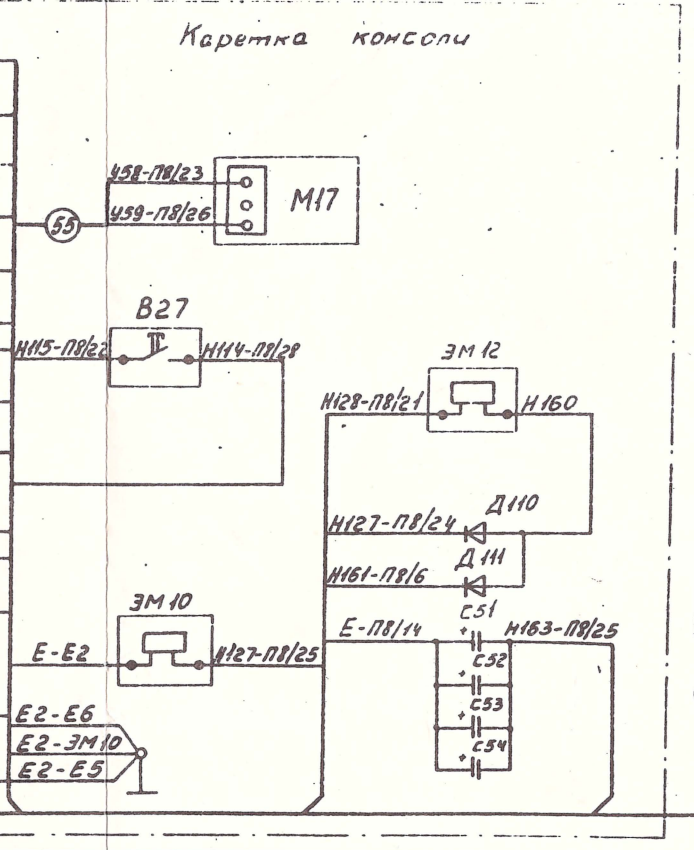 Каретка консоли
У58-П8/23
У59-П8/26
М17
55
В27
Н115-П8/22
Н114-П8/28
ЭМ12
Н128-П8/21
Н160
Д110
Н127-П8/24
Д111
Н161-П8/6
ЭМ10
С51
Е-П8/14
Н163-П8/25
+
С52
Е-Е2
Н127-П8/25
+
С53
+
С54
+
Е2-Е6
Е2-ЭМ10
Е2-Е5